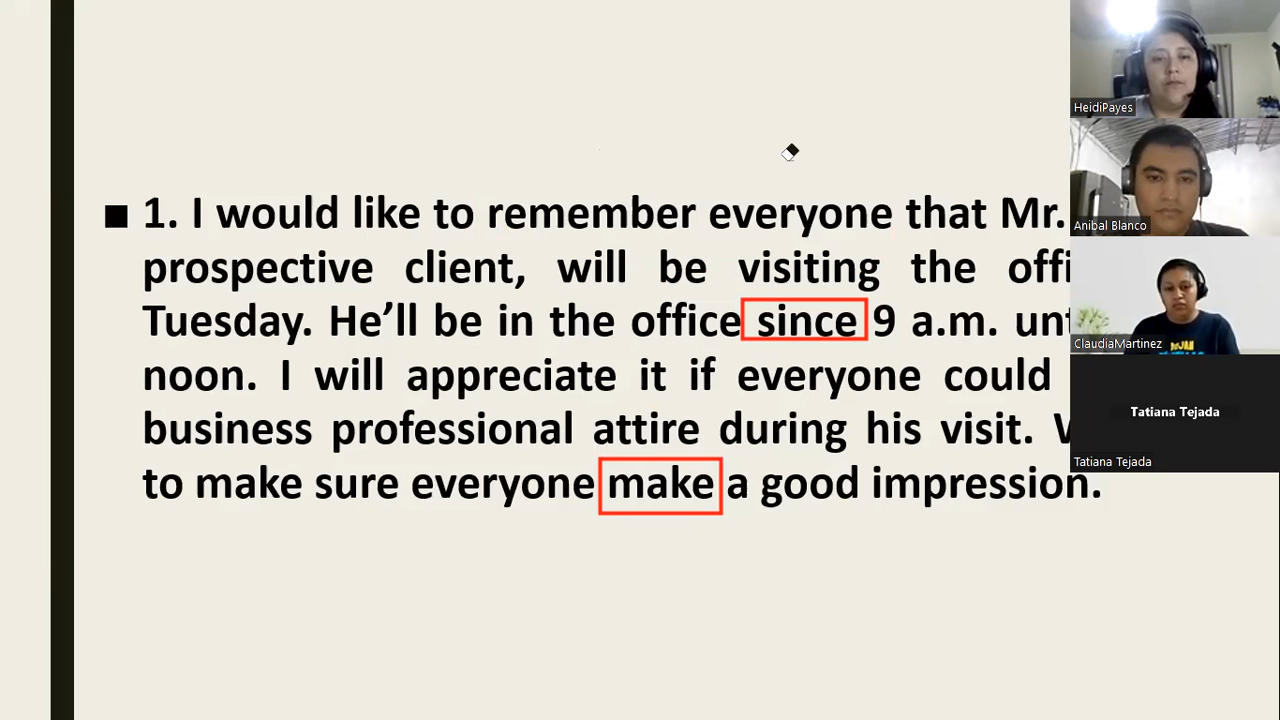 ■ 1. I would like to remember everyone that Mr.
prospective client, will be visiting the
Tuesday. He’ll be in the office since 9 a.m.
noon. I will appreciate it if everyone could
business professional attire during his visit.
to make sure everyone make a good impression.
HeidiPayes
Anibal Blanco
ClaudiaMartinez
Tatiana Tejada
Tatiana Tejada